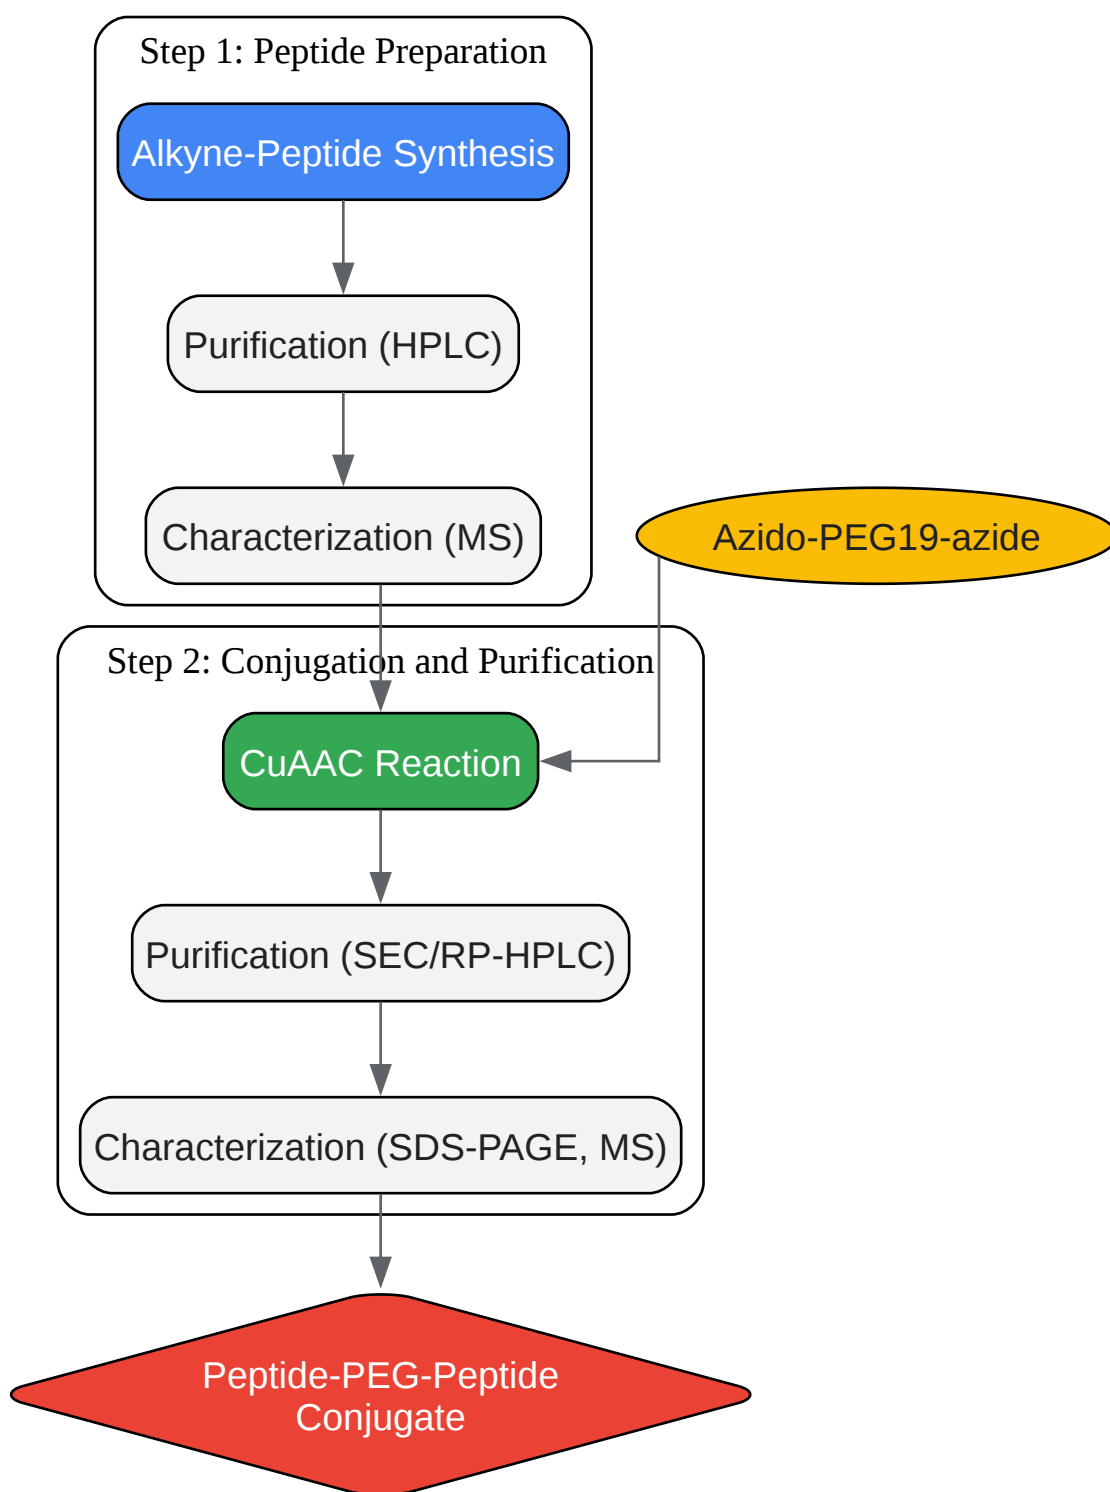 Step 1: Peptide Preparation
Alkyne-Peptide Synthesis
Purification (HPLC)
Characterization (MS)
Azido-PEG19-azide
Step 2: Conjugation and Purification
CuAAC Reaction
Purification (SEC/RP-HPLC)
Characterization (SDS-PAGE, MS)
Peptide-PEG-Peptide
Conjugate